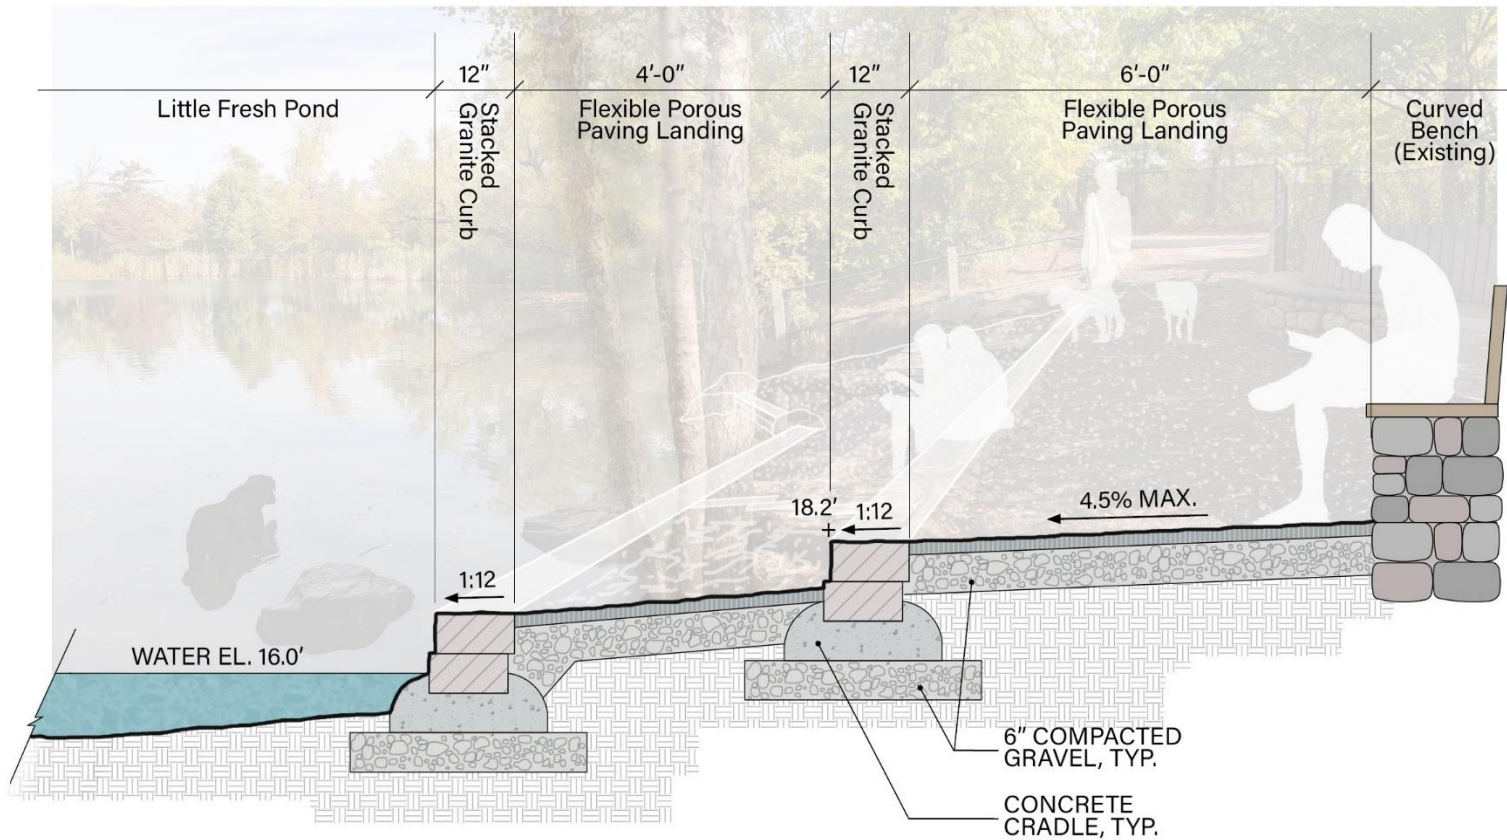 12"
4'-0"
12"
6'-0"
Little Fresh Pond
Stacked
Granite Curb
Flexible Porous
Paving Landing
Stacked
Granite Curb
Flexible Porous
Paving Landing
Curved
Bench
(Existing)
18.2'
1:12
4.5% MAX.
1:12
WATER EL. 16.0'
6" COMPACTED
GRAVEL, TYP.
CONCRETE
CRADLE, TYP.